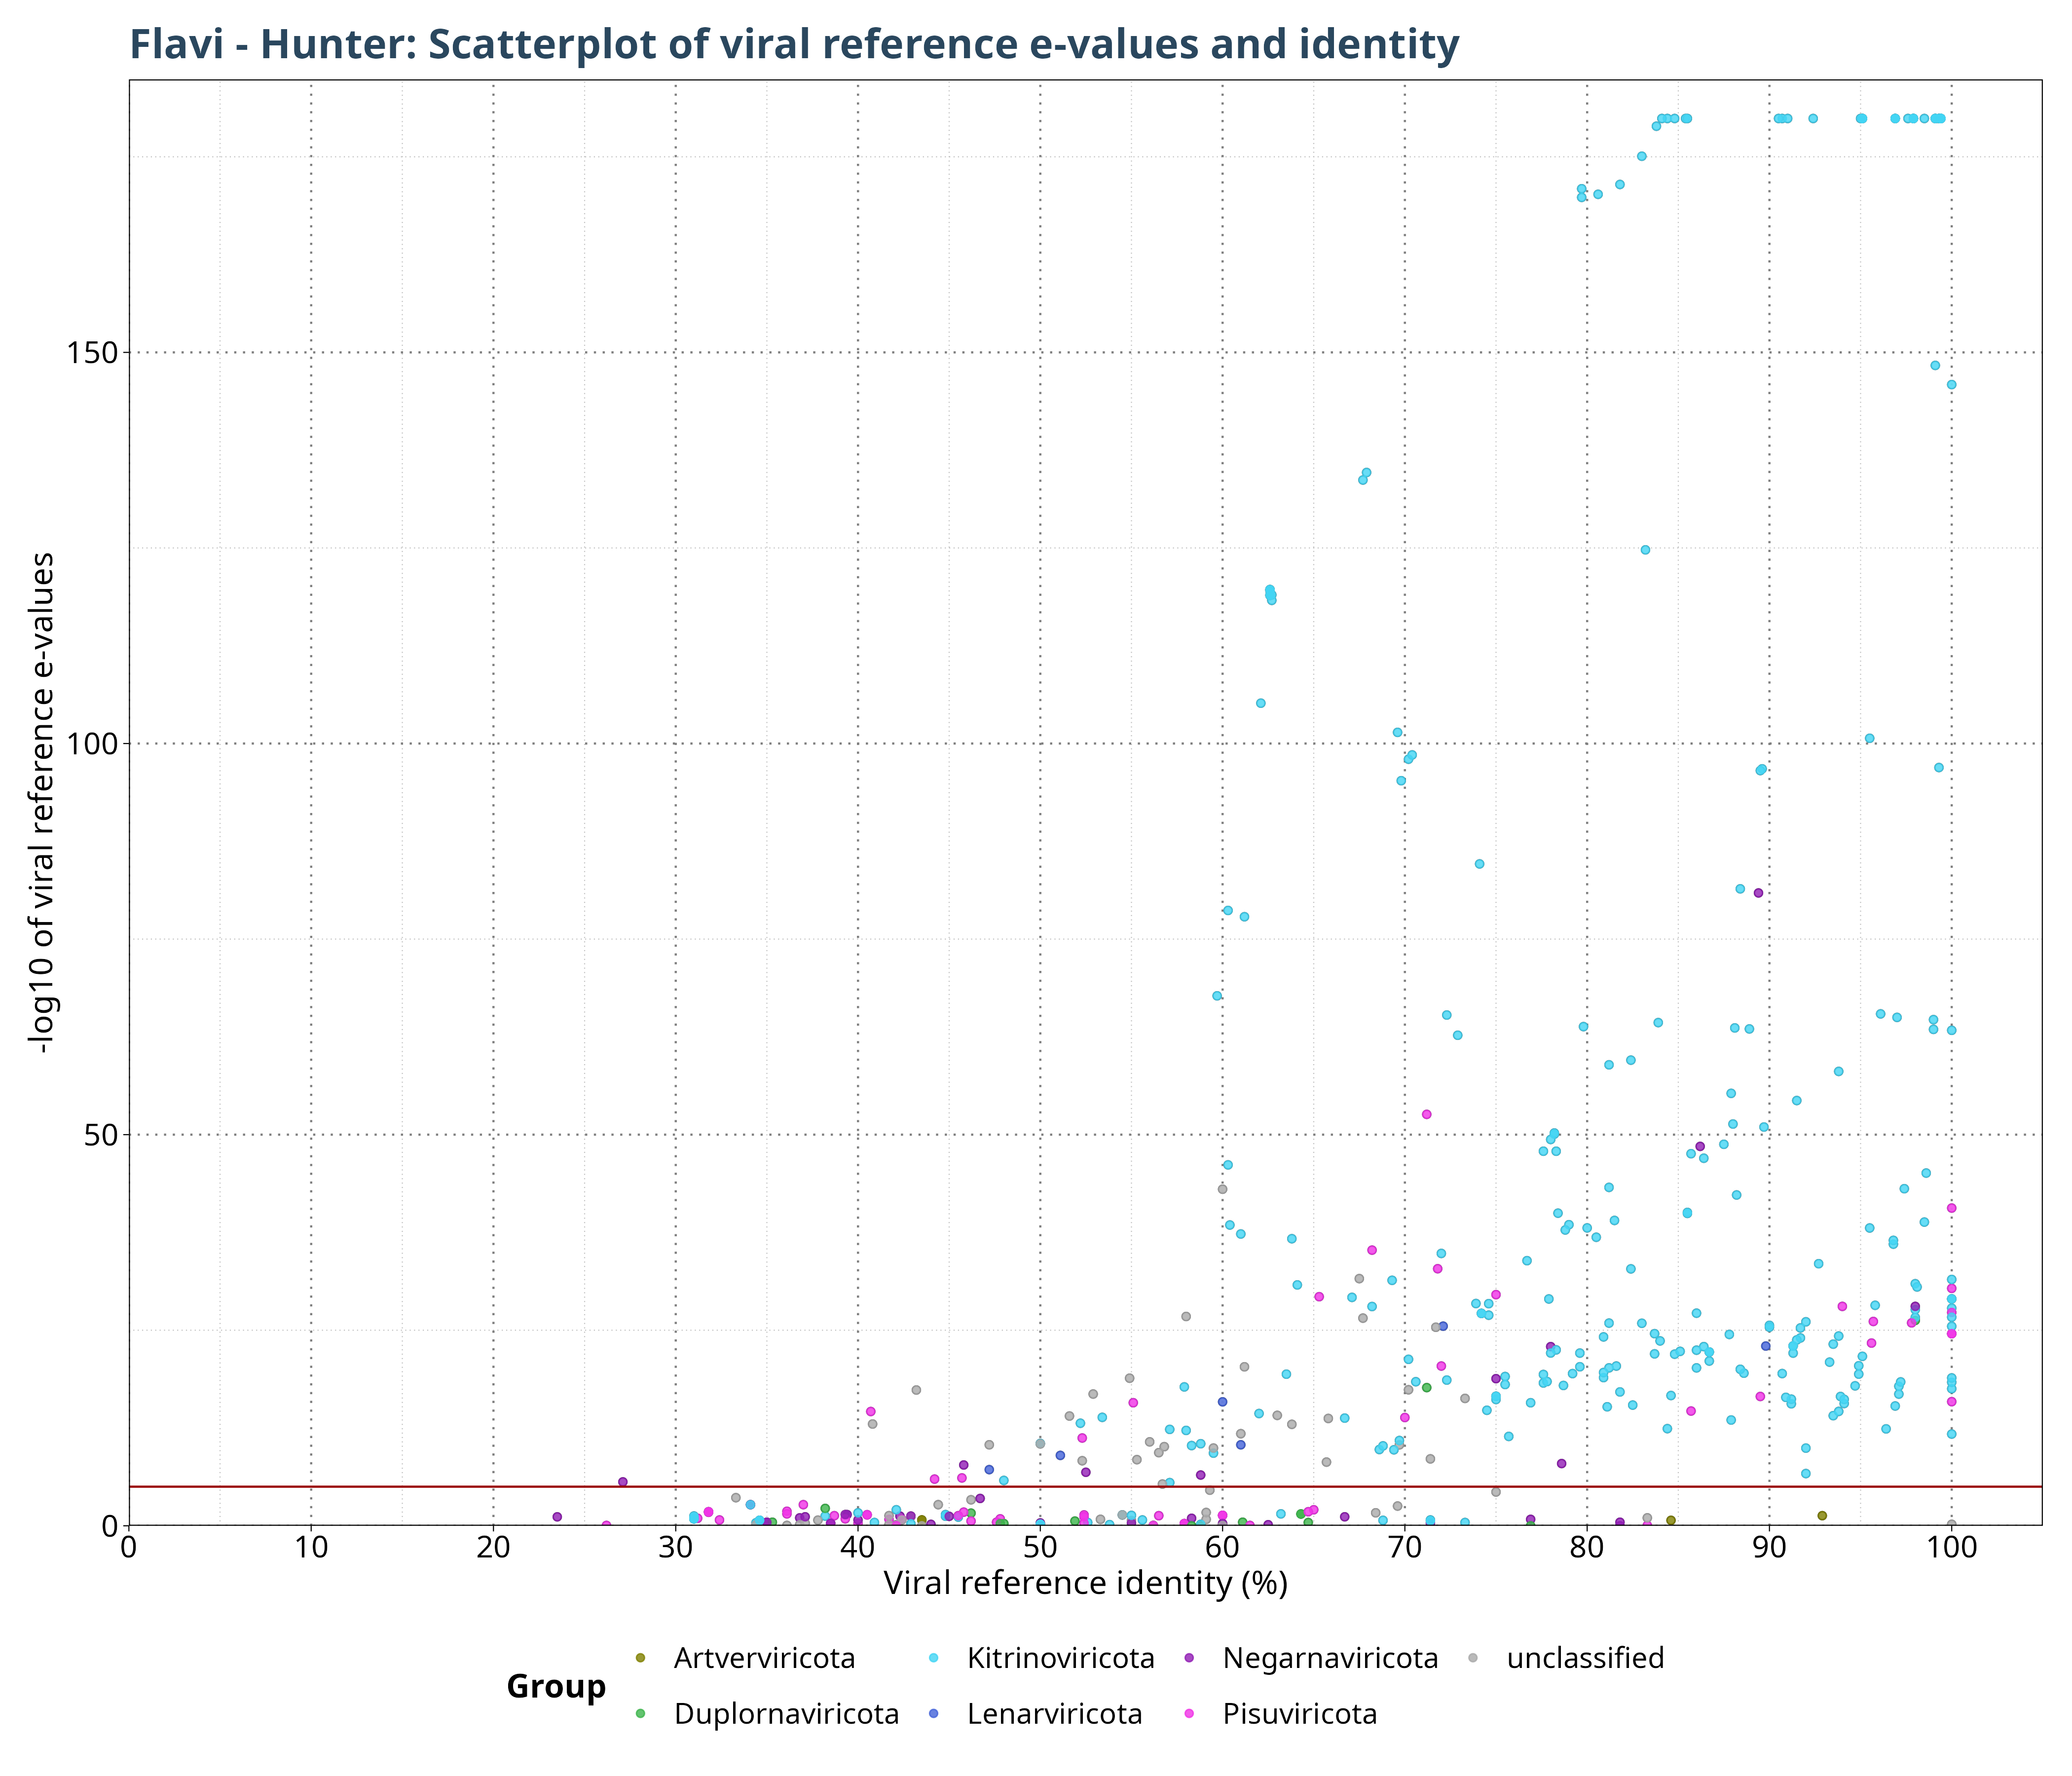 Flavi - Hunter: Scatterplot of viral reference e-values and identity
-log10 of viral reference e-values
150
100
50
0
0 10 20 30 40 50 60 70 80 90 100
Viral reference identity (%)
Group
Artverviricota Kitrinoviricota Negarnaviricota unclassified
Duplornaviricota Lenarviricota Pisuviricota